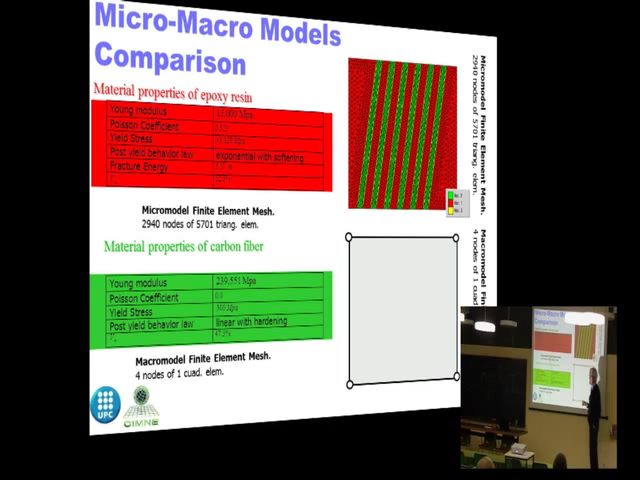 Micro-Macro Models
Comparison
Material properties of epoxy resin
Young modulus
Poisson Coefficient
Yield Stress
Post yield behavior law exponential with softening
Fracture Energy
Micromodel Finite Element Mesh.
2940 nodes of 5701 triang. elem.
Material properties of carbon fiber
Young modulus 239,551 Mpa
Poisson Coefficient
Yield Stress
Post yield behavior law linear with hardening
Macromodel Finite Element Mesh.
4 nodes of 1 cuad. elem.
UPC
CIMNE
Micromodel Finite Element Mesh.
2940 nodes of 5701 triang. elem.
Macromodel Fin
4 nodes of 1 cuad.